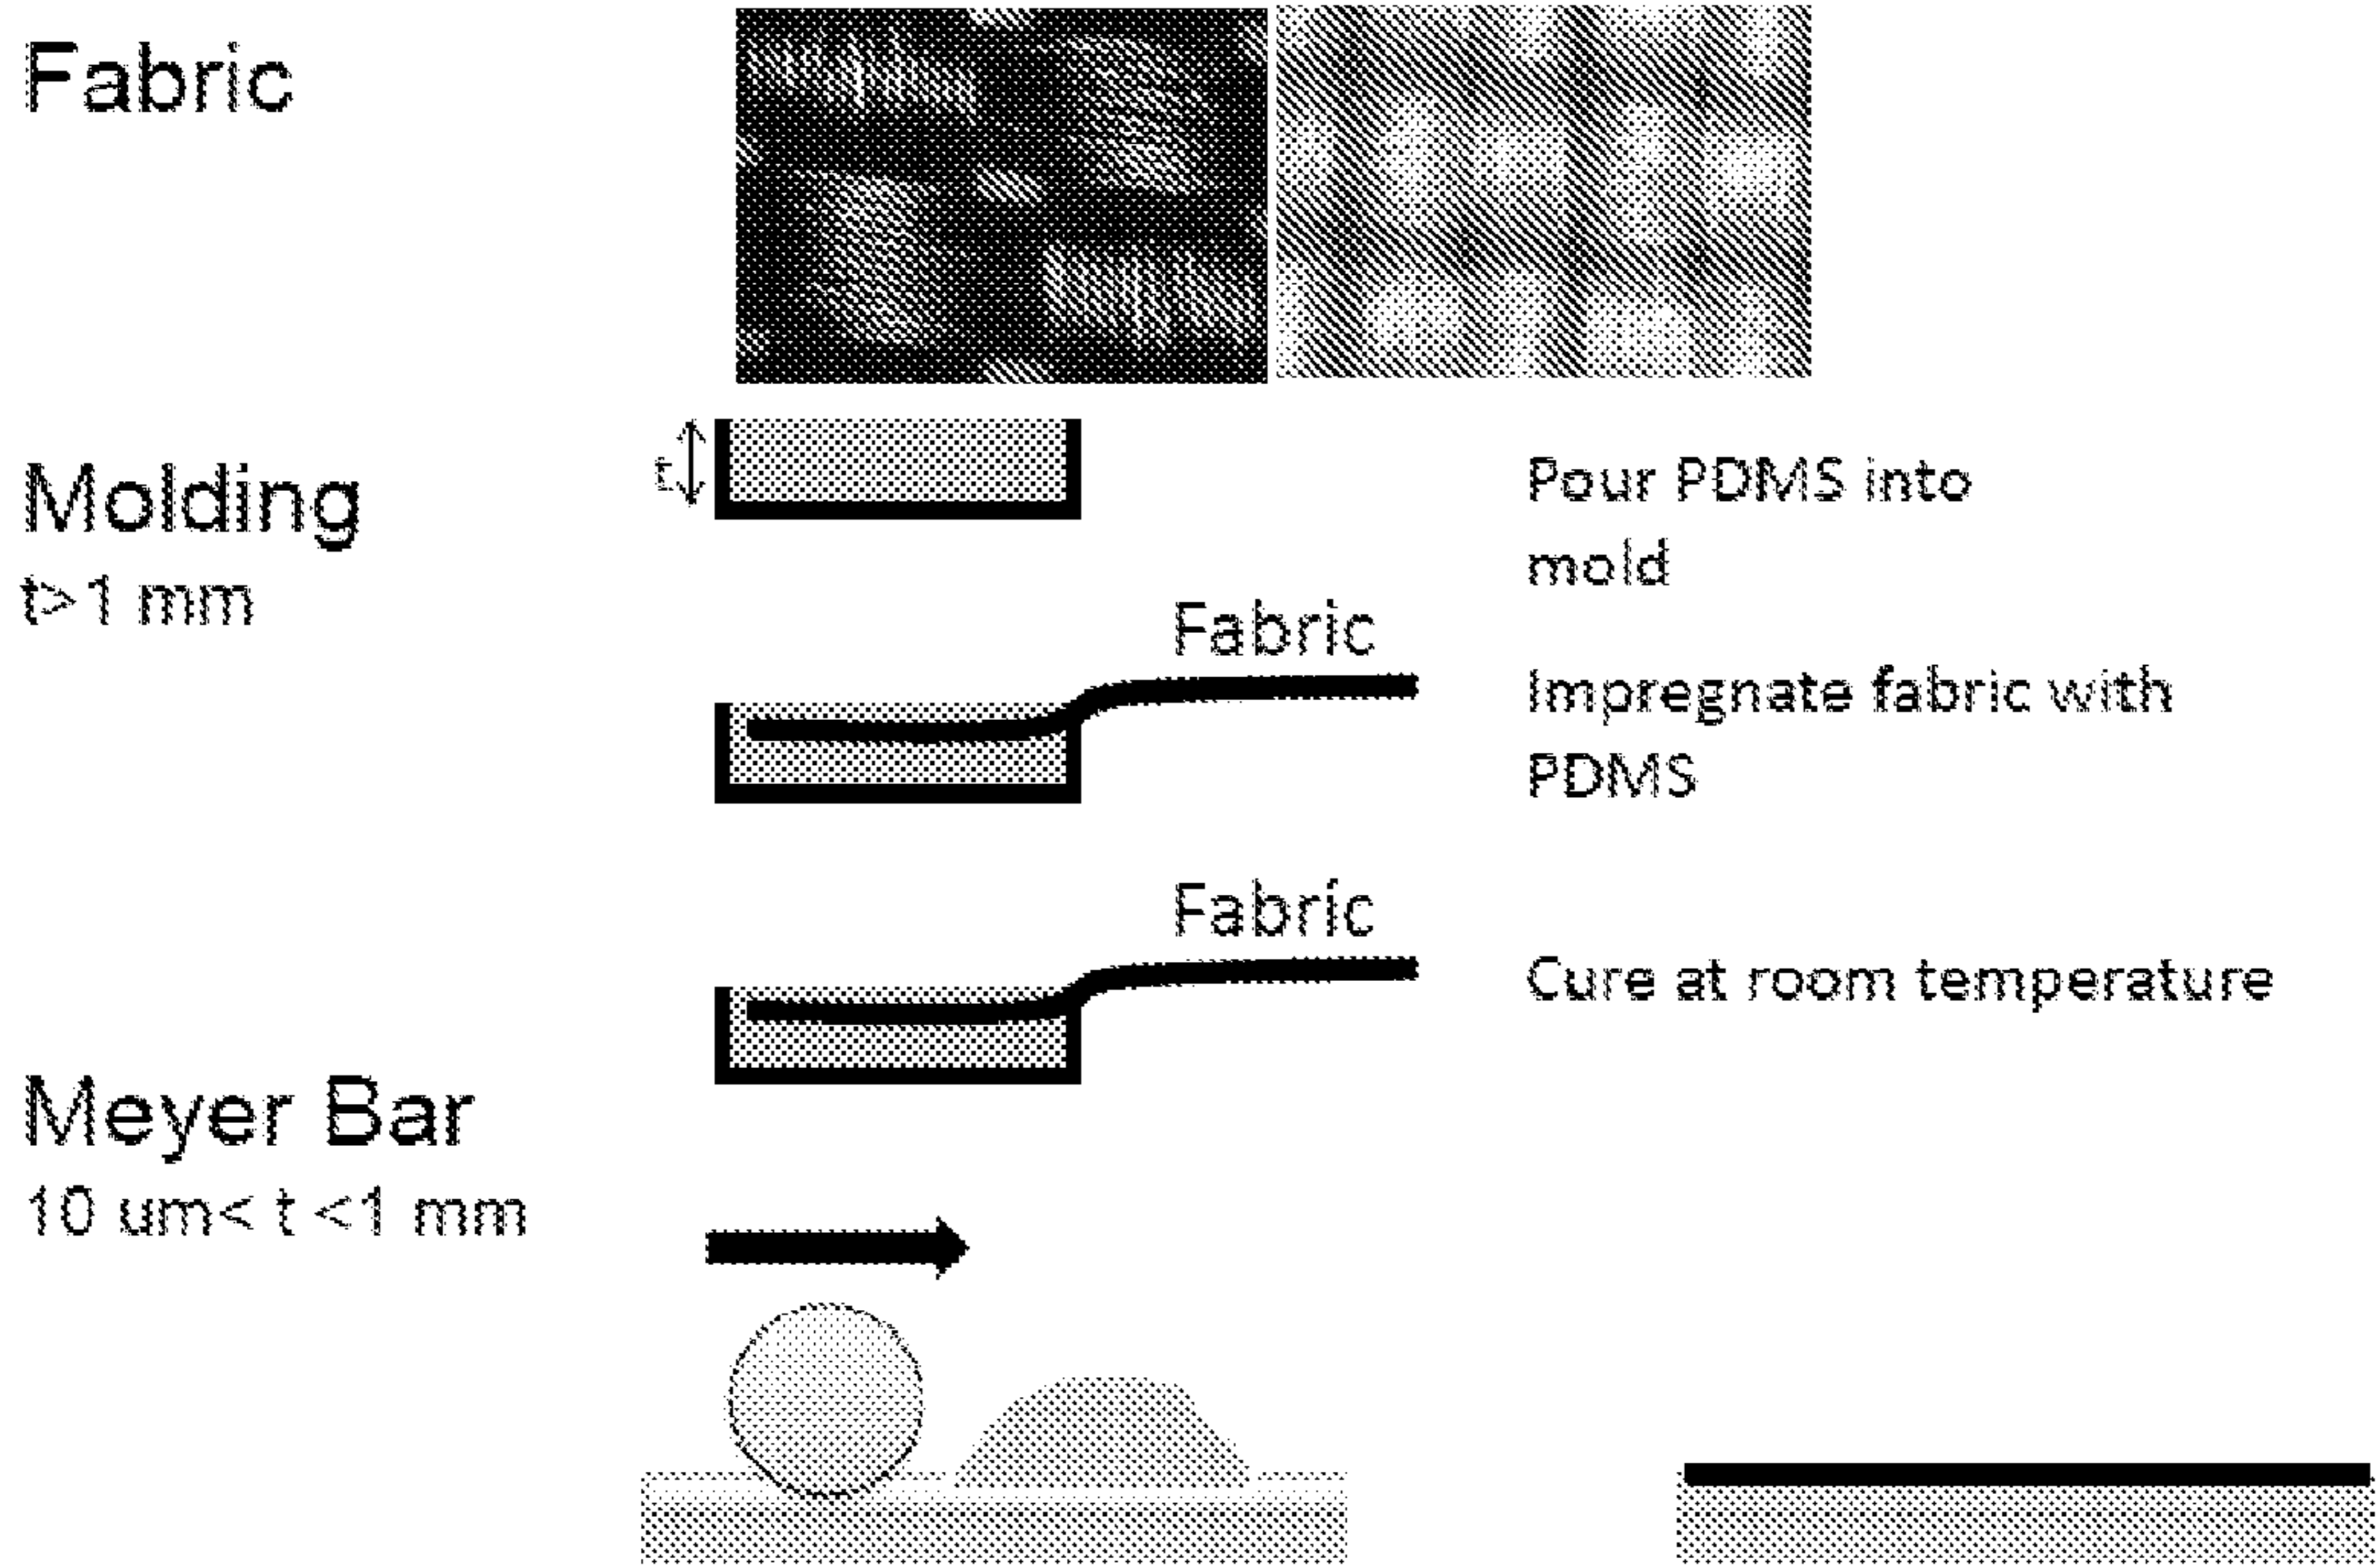 Fabric
t
Molding
t>1 mm
Pour PDMS into
mold
Fabric
Impregnate fabric with
PDMS
Fabric
Cure at room temperature
Meyer Bar
10 um< t <1 mm